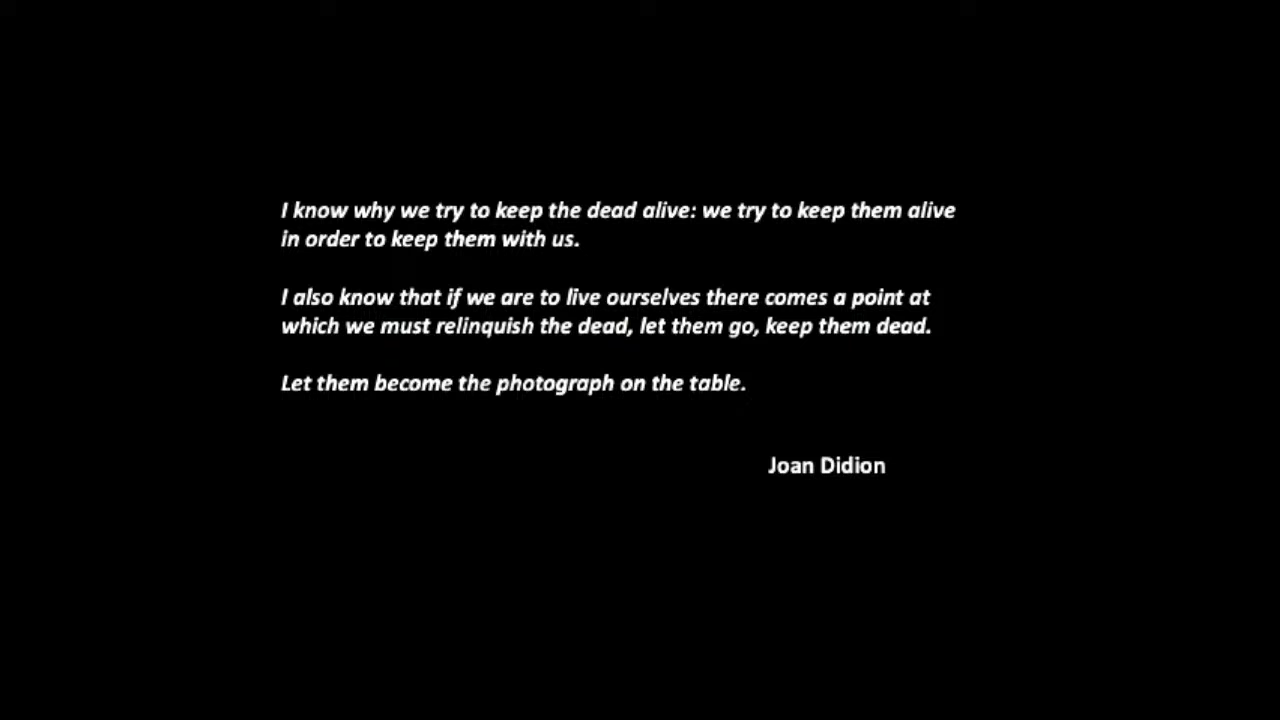 I know why we try to keep the dead alive: we try to keep them alive
in order to keep them with us.
I also know that if we are to live ourselves there comes a point at
which we must relinquish the dead, let them go, keep them dead.
Let them become the photograph on the table.
Joan Didion